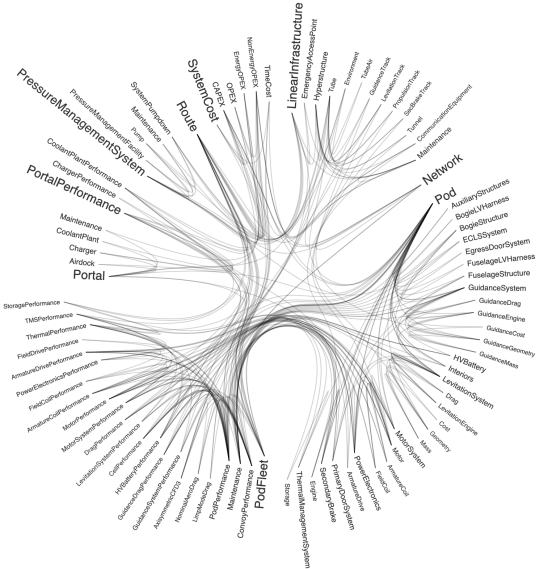 LinearInfrastructure
EmergencyAccessPoint
Hyperstructure
Tube
Environment
TubeAir
GuidanceTrack
LevitationTrack
PropulsionTrack
SecBrakeTrack
Tunnel
CommunicationEquipment
Maintenance
Network
Pod
AuxiliaryStructures
BogieLVHarness
BogieStructure
ECLSSystem
EgressDoorSystem
FuselageLVHarness
FuselageStructure
GuidanceSystem
GuidanceDrag
GuidanceEngine
GuidanceCost
GuidanceGeometry
GuidanceMass
HVBattery
Interiors
LevitationSystem
Drag
LevitationEngine
Cost
Geometry
Mass
MotorSystem
Motor
ArmatureCoil
FieldCoil
PowerElectronics
ArmatureDrive
PrimaryDoorSystem
SecondaryBrake
Engine
ThermalManagementSystem
Storage
PodFleet
ConvoyPerformance
Maintenance
PodPerformance
LimpModeDrag
NominalAeroDrag
AxisymmetricCFD3
GuidanceSystemPerformance
GuidanceDragPerformance
HVBatteryPerformance
CellPerformance
LevitationSystemPerformance
DragPerformance
MotorSystemPerformance
MotorPerformance
ArmatureCoilPerformance
FieldCoilPerformance
PowerElectronicsPerformance
ArmatureDrivePerformance
FieldDrivePerformance
ThermalPerformance
TMSPerformance
StoragePerformance
Portal
Airdock
Charger
CoolantPlant
Maintenance
PortalPerformance
ChargerPerformance
CoolantPlantPerformance
PressureManagementSystem
PressureManagementFacility
Pump
Maintenance
SystemPumpdown
Route
SystemCost
CAPEX
OPEX
EnergyOPEX
NonEnergyOPEX
TimeCost